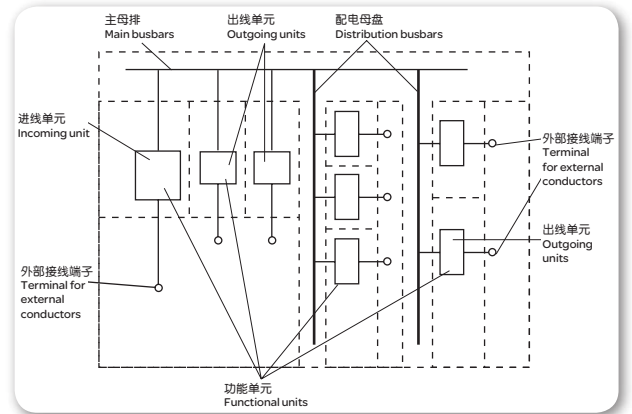 主母排
Main busbars
出线单元
Outgoing units
配电母盘
Distribution busbars
进线单元
Incoming unit
外部接线端子
Terminal
for external
conductors
出线单元
Outgoing
units
外部接线端子
Terminal for
external
conductors
功能单元
Functional units